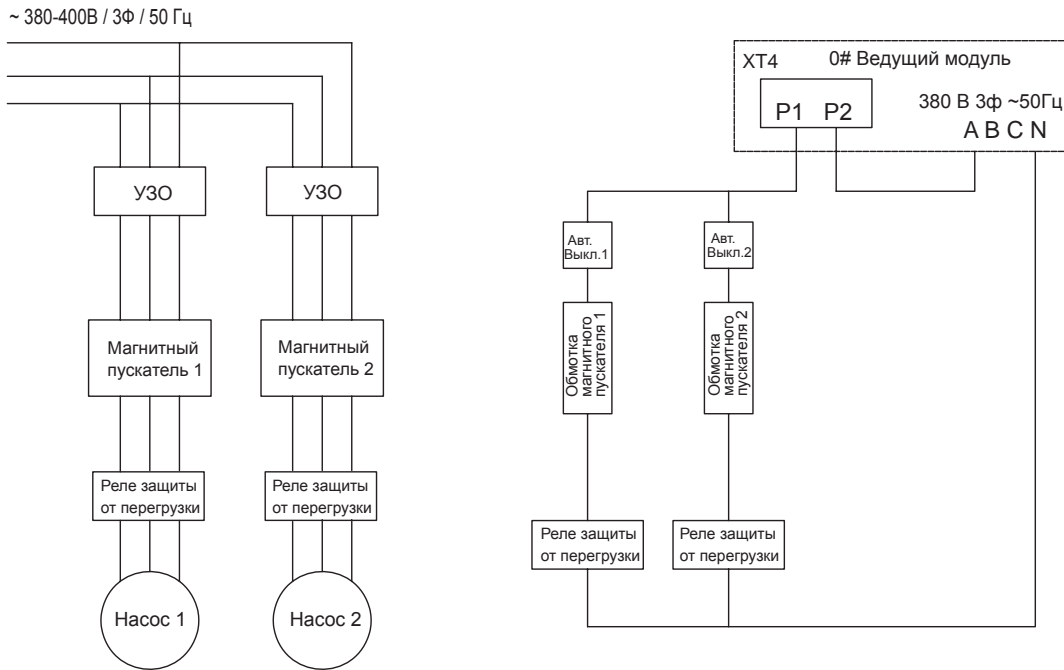 ~ 380-400В / 3Ф / 50 Гц
УЗО
УЗО
Магнитный
пускатель 1
Магнитный
пускатель 2
Реле защиты
от перегрузки
Реле защиты
от перегрузки
Насос 1
Насос 2
XT4
0# Ведущий модуль
P1 P2
380 В 3ф ~50Гц
A B C N
Авт.
Выкл.1
Авт.
Выкл.2
Обмотка
магнитного
пускателя 1
Обмотка
магнитного
пускателя 2
Реле защиты
от перегрузки
Реле защиты
от перегрузки